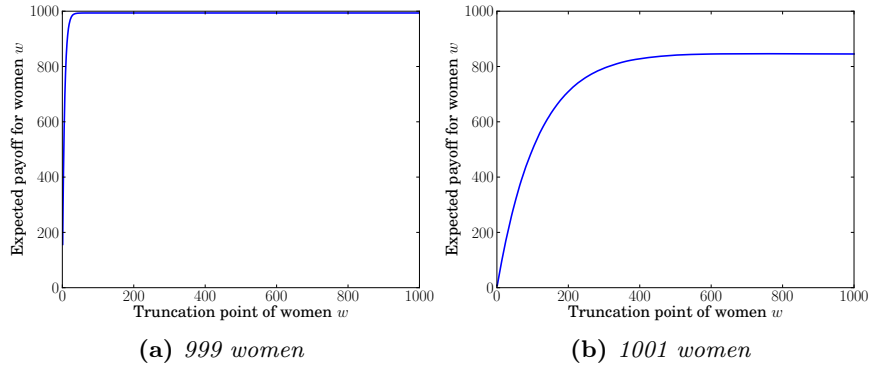 1000
800
600
400
200
0
Expected payoff for women w
0 200 400 600 800 1000
Truncation point of women w
(a) 999 women
1000
800
600
400
200
0
Expected payoff for women w
0 200 400 600 800 1000
Truncation point of women w
(b) 1001 women